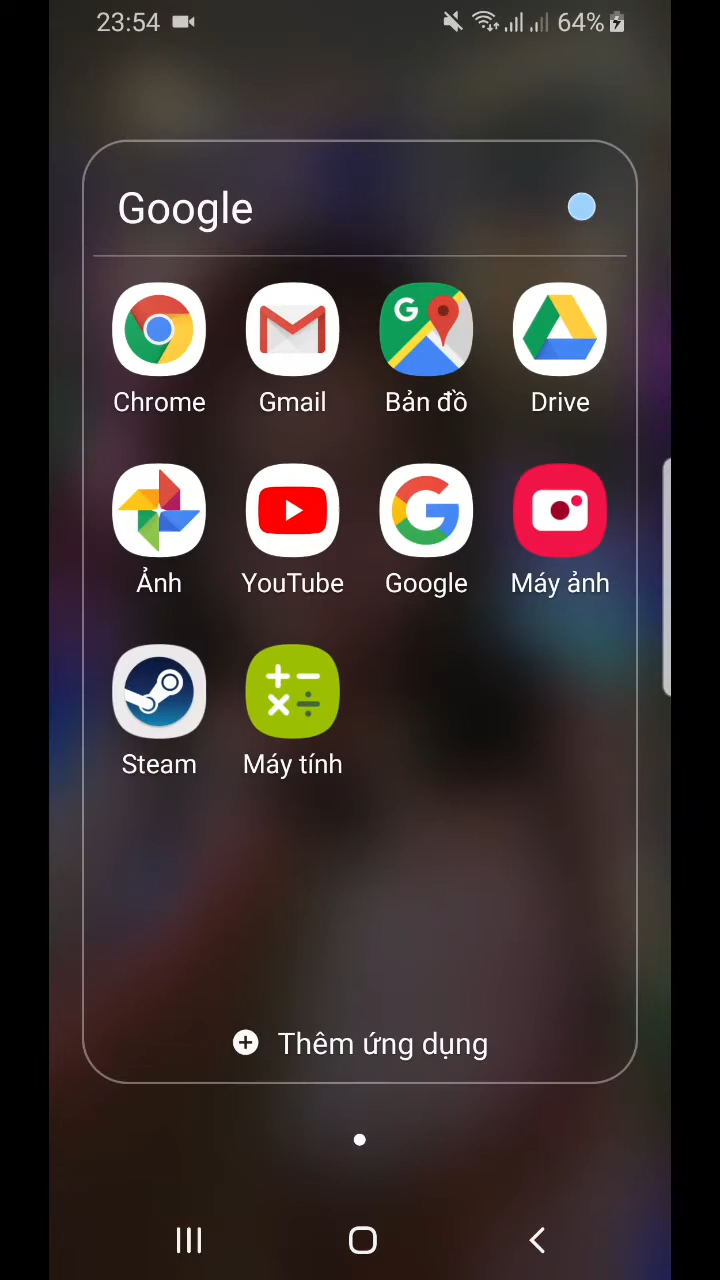 23:54 64%
Google
Chrome Gmail Bản đồ Drive
Ảnh YouTube Google Máy ảnh
Steam Máy tính
Thêm ứng dụng